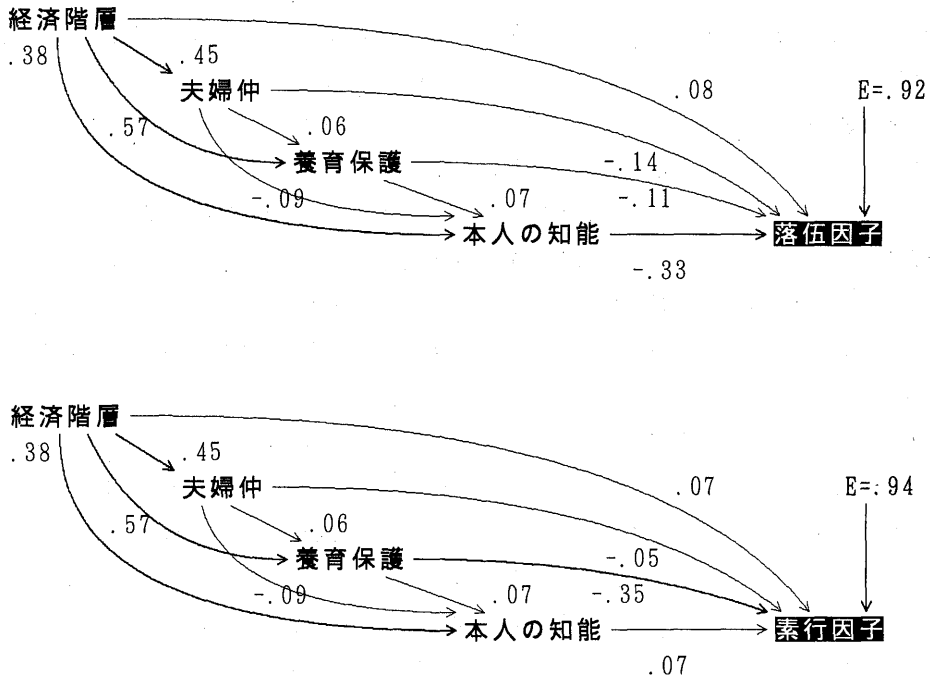 経済階層
.38
.45
夫婦仲
.08
E=.92
.57
.06
養育保護
-.14
-.09
.07
-.11
本人の知能
落伍因子
-.33
経済階層
.38
.45
夫婦仲
.07
E=.94
.57
.06
養育保護
-.05
-.09
.07
-.35
本人の知能
素行因子
.07